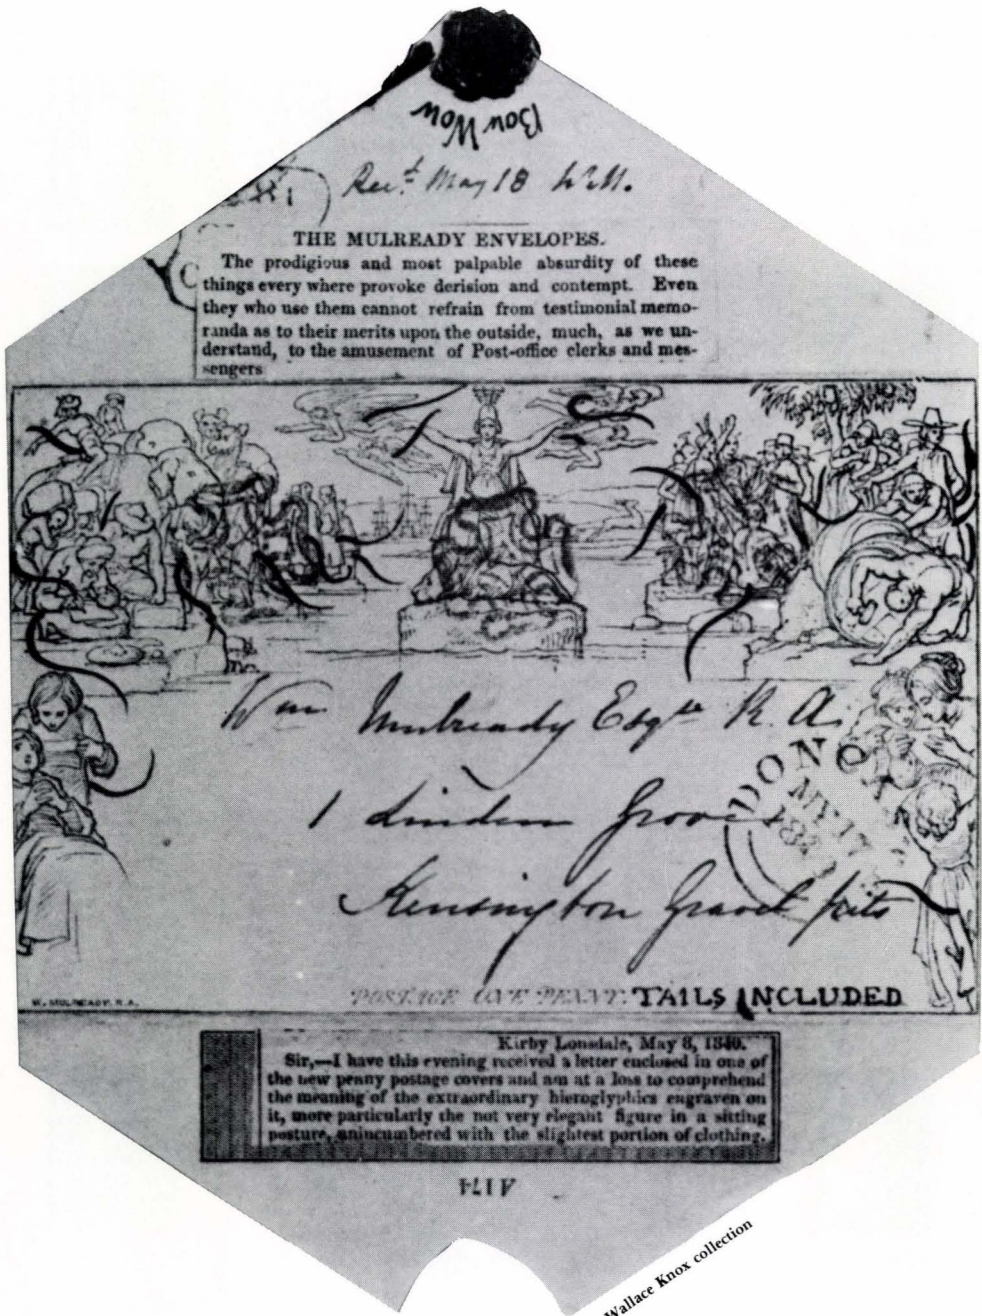 Bow Wow
Rec.t May 18
THE MULREADY ENVELOPES.
The prodigious and most palpable absurdity of these
things every where provoke derision and contempt. Even
they who use them cannot refrain from testimonial memo-
randa as to their merits upon the outside, much, as we un-
derstand, to the amusement of Post-office clerks and mes-
sengers
Wm Mulready Esqre R. A.
1 Linden Grove
Kensington Gravel pits
W. MULREADY. R.A.
POSTAGE ONE PENNY. TAILS INCLUDED
Kirby Lonsdale, May 8, 1840.
Sir,—I have this evening received a letter enclosed in one of
the new penny postage covers and am at a loss to comprehend
the meaning of the extraordinary hieroglyphics engraven on
it, more particularly the not very elegant figure in a sitting
posture, unincumbered with the slightest portion of clothing.
A174
Wallace Knox collection